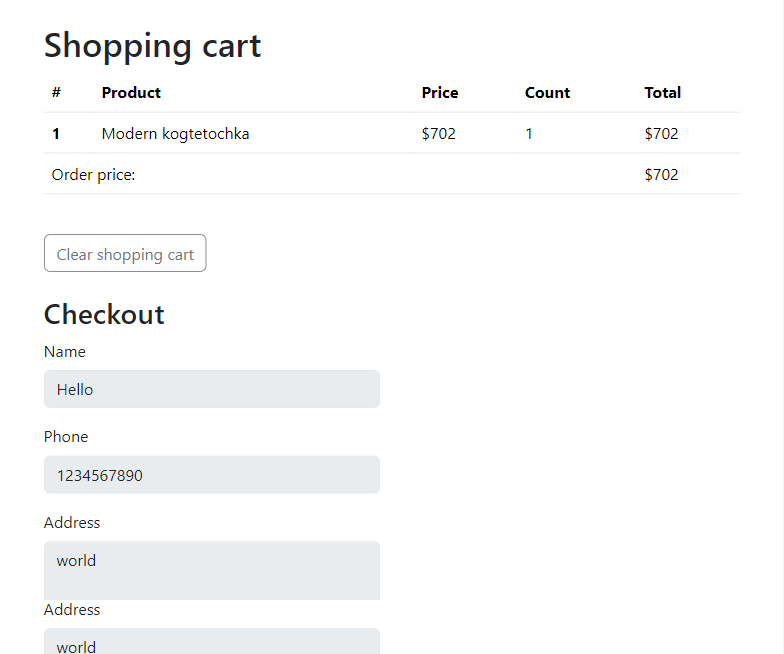 Shopping cart
# Product Price Count Total
1 Modern kogtetochka $702 1 $702
Order price: $702
Clear shopping cart
Checkout
Name
Hello
Phone
1234567890
Address
world
Address
world